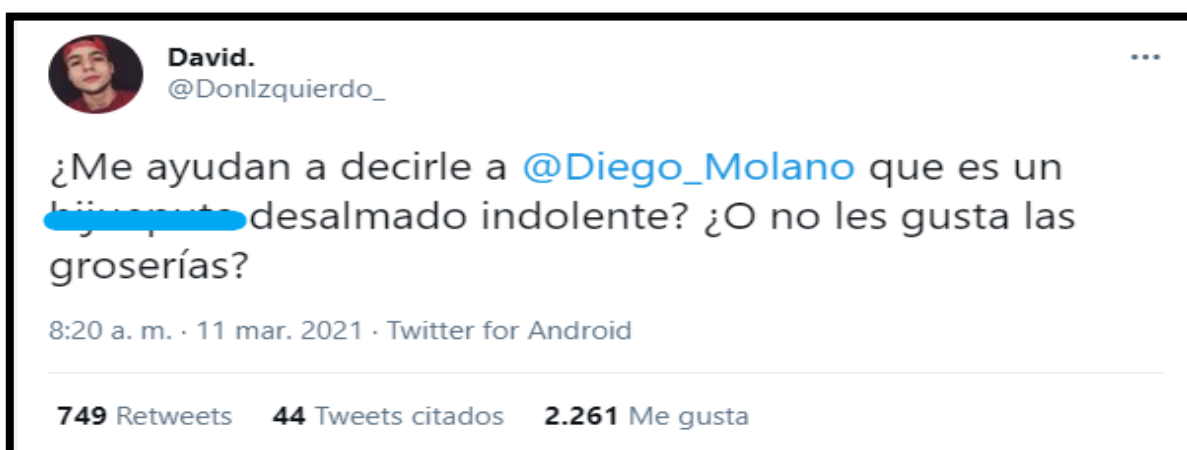 David.
@DonIzquierdo_
¿Me ayudan a decirle a @Diego_Molano que es un
desalmado indolente? ¿O no les gusta las
groserías?
8:20 a. m. · 11 mar. 2021 · Twitter for Android
749 Retweets 44 Tweets citados 2.261 Me gusta